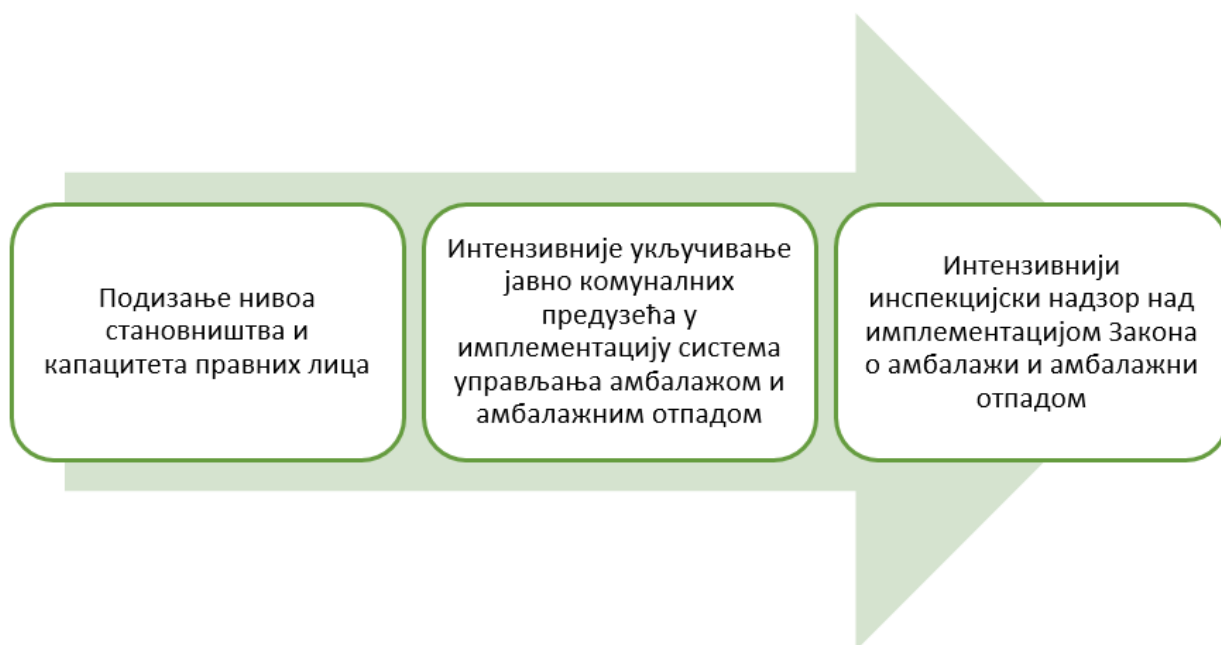 Подизање нивоа
становништва и
капацитета правних лица
Интензивније укључивање
јавно комуналних
предузећа у
имплементацију система
управљања амбалажом и
амбалажним отпадом
Интензивнији
инспекцијски надзор над
имплементацијом Закона
о амбалажи и амбалажни
отпадом